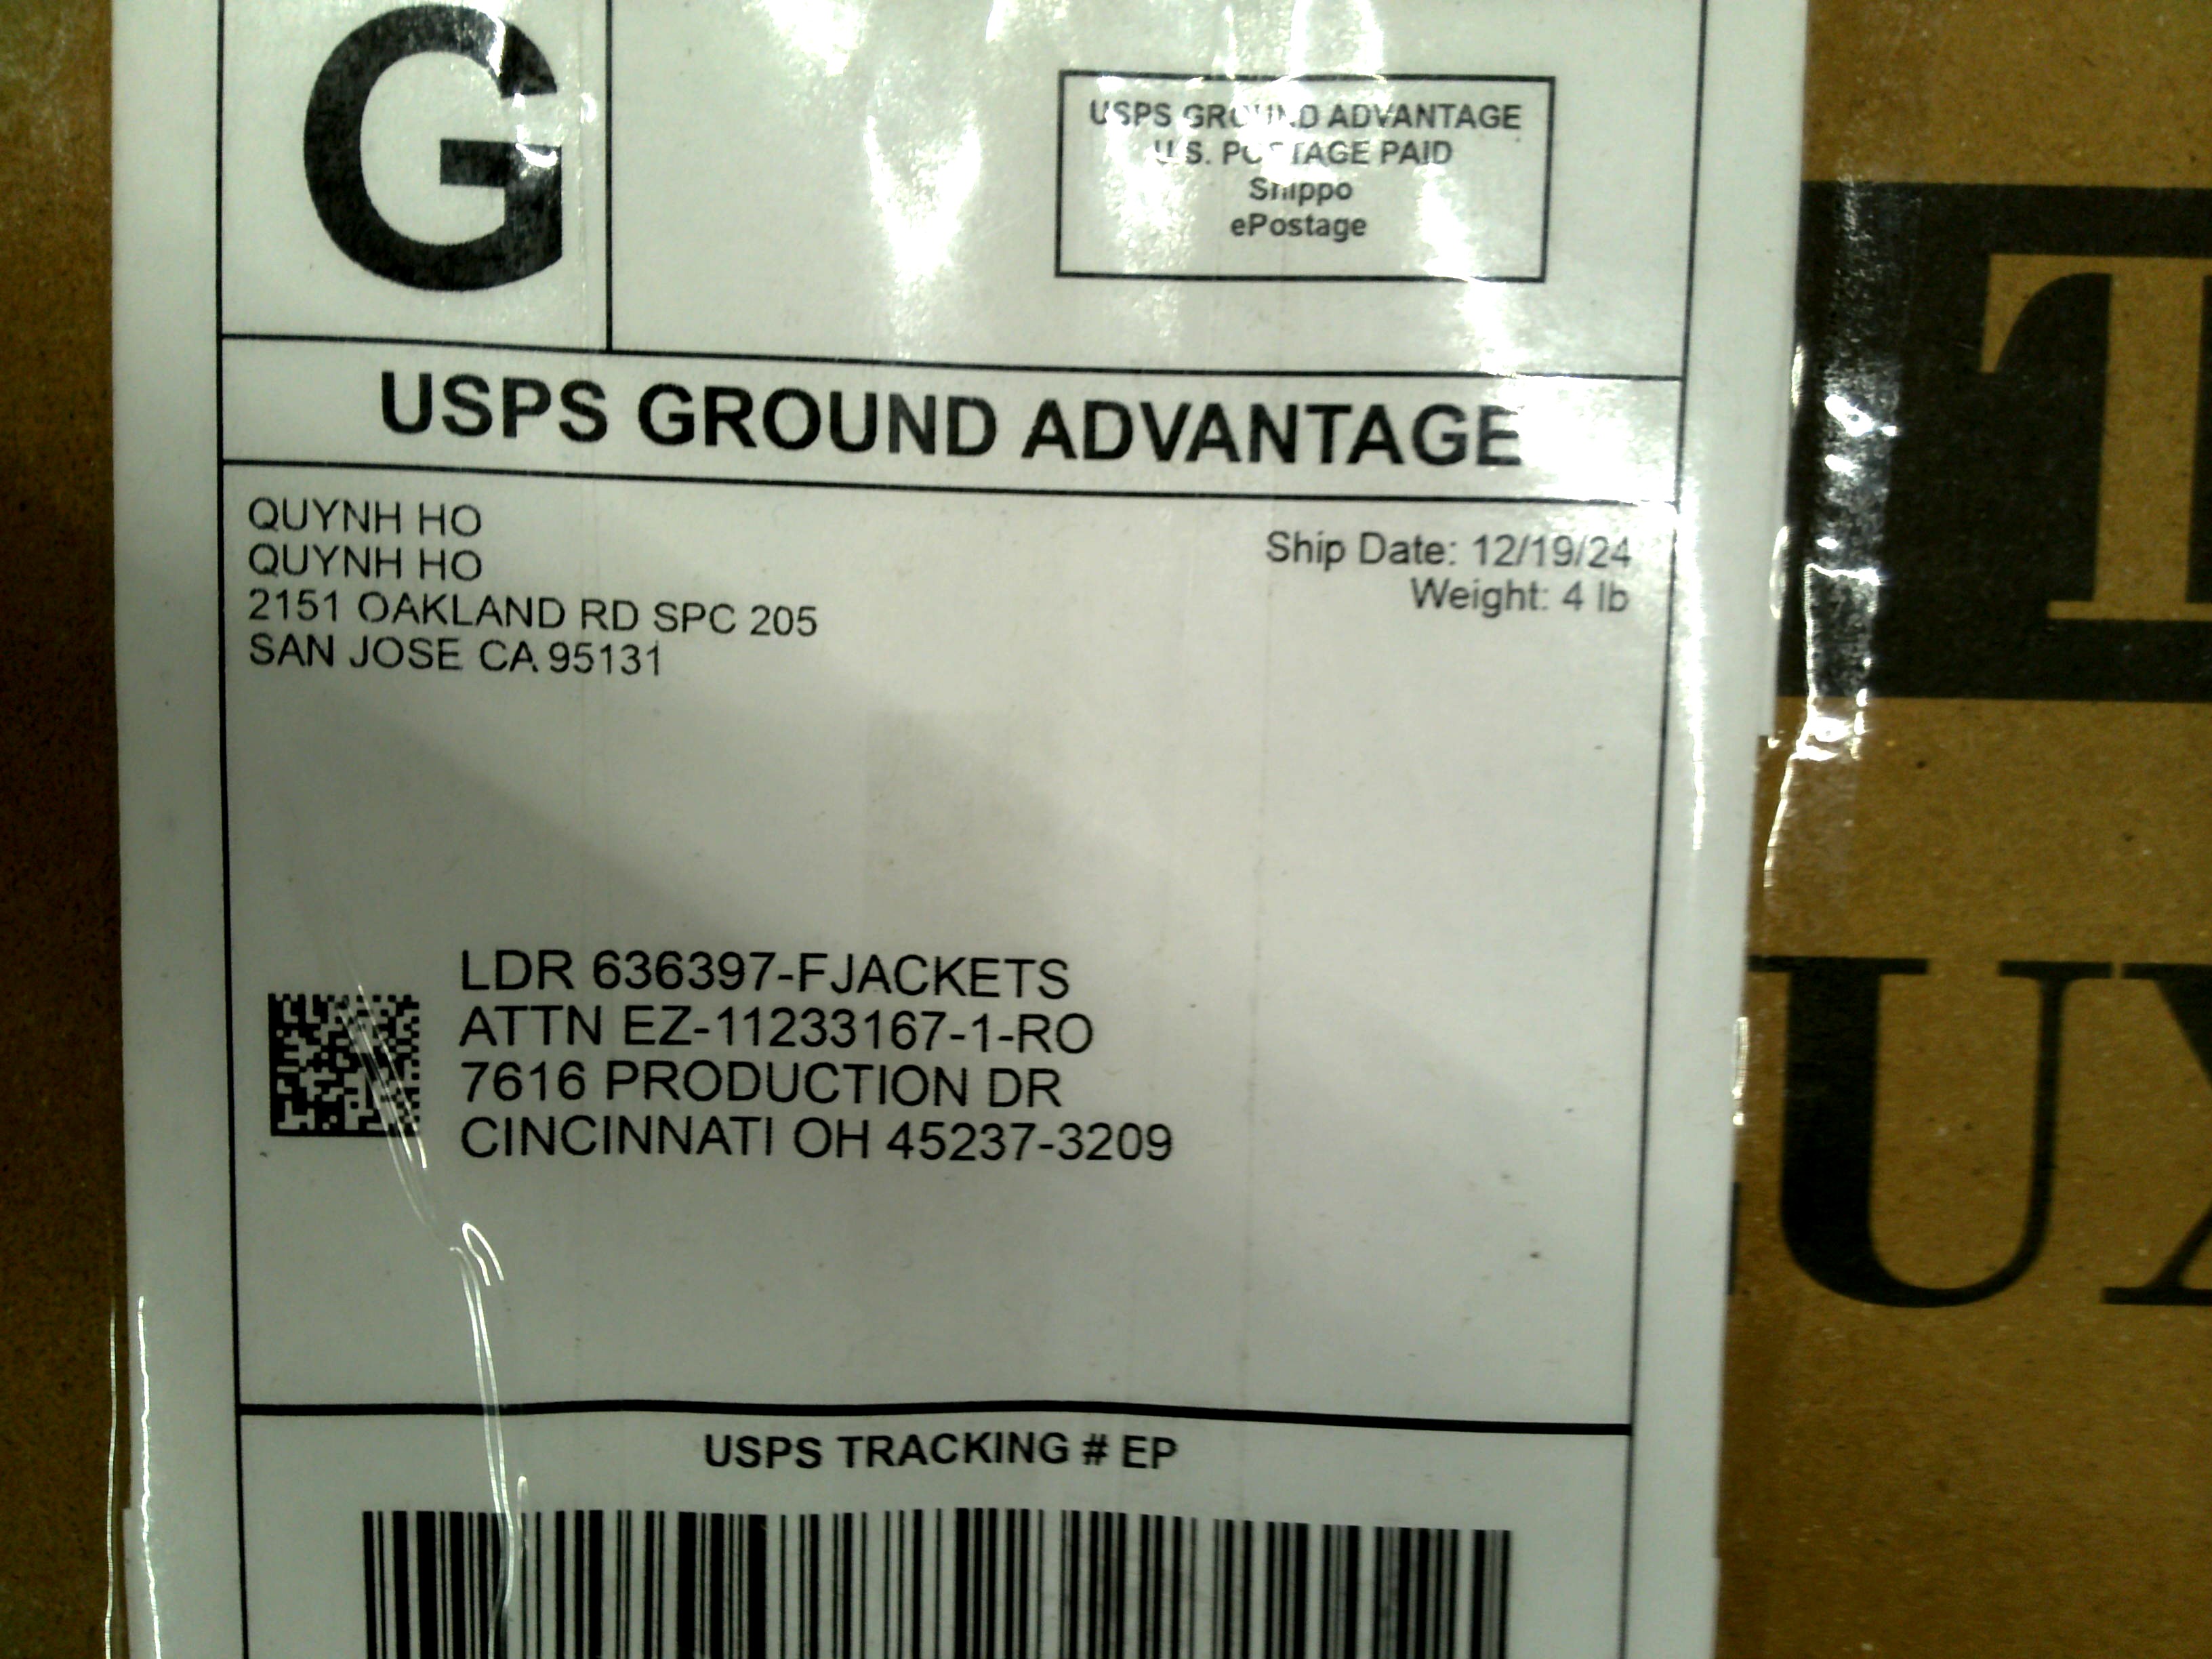 G
USPS GROUND ADVANTAGE
U.S. POSTAGE PAID
Shippo
ePostage
USPS GROUND ADVANTAGE
QUYNH HO
QUYNH HO
2151 OAKLAND RD SPC 205
SAN JOSE CA 95131
Ship Date: 12/19/24
Weight: 4 lb
LDR 636397-FJACKETS
ATTN EZ-11233167-1-RO
7616 PRODUCTION DR
CINCINNATI OH 45237-3209
USPS TRACKING # EP